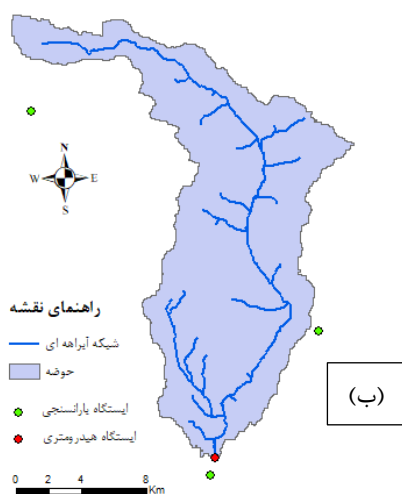 N
W E
S
راهنمای نقشه
شبکه آبراهه ای
حوضه
ایستگاه بارانسنجی
ایستگاه هیدرومتری
(ب)
0 2 4 8
Km